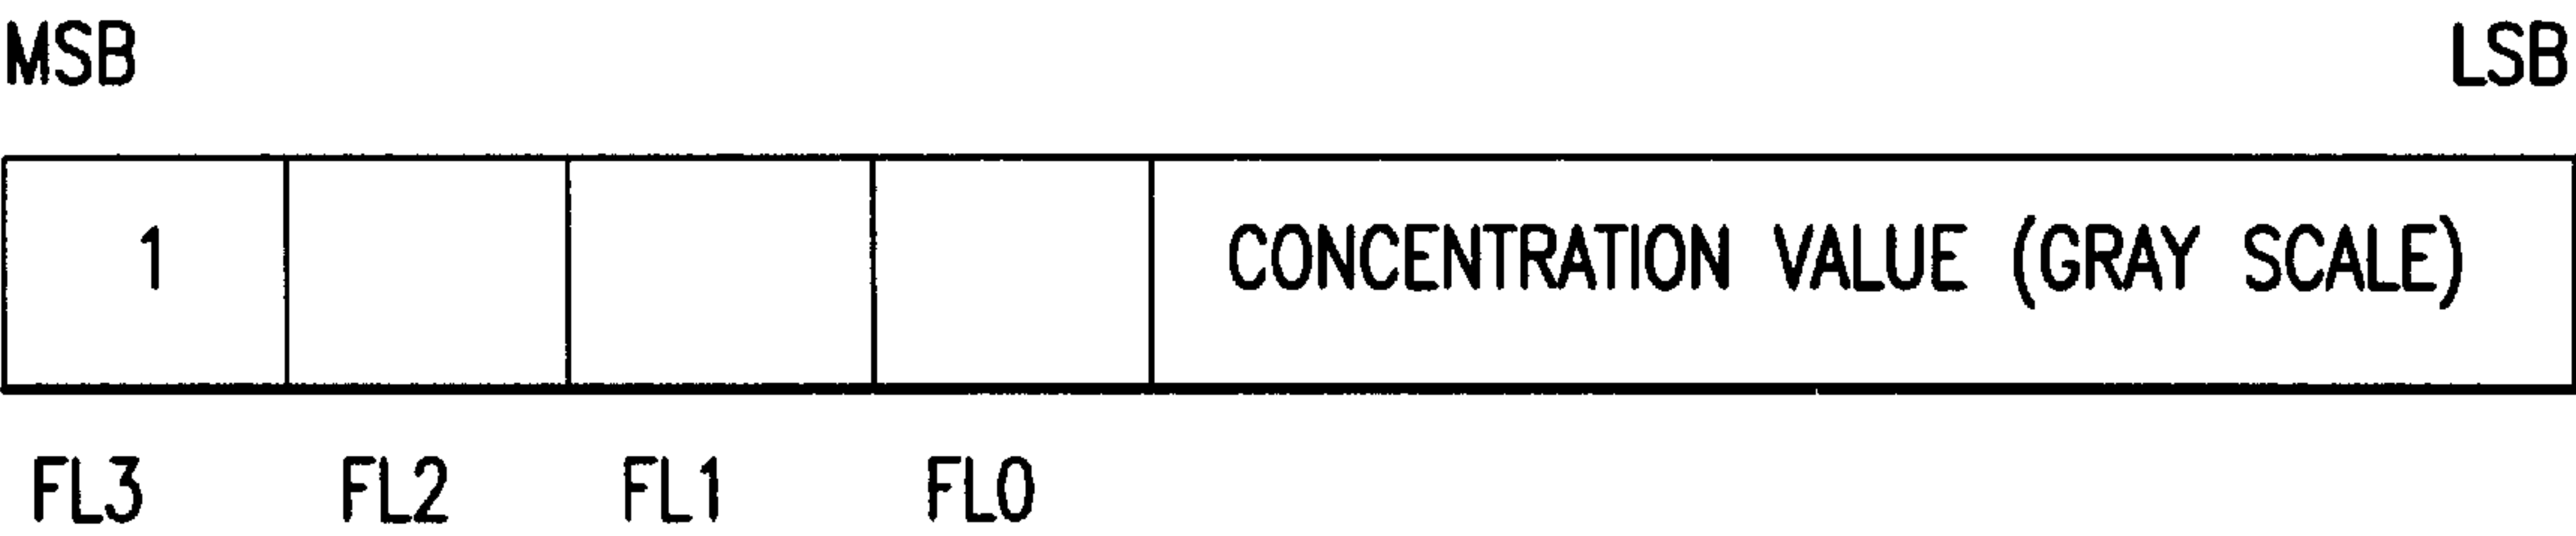 MSB LSB
1 CONCENTRATION VALUE (GRAY SCALE)
FL3 FL2 FL1 FL0